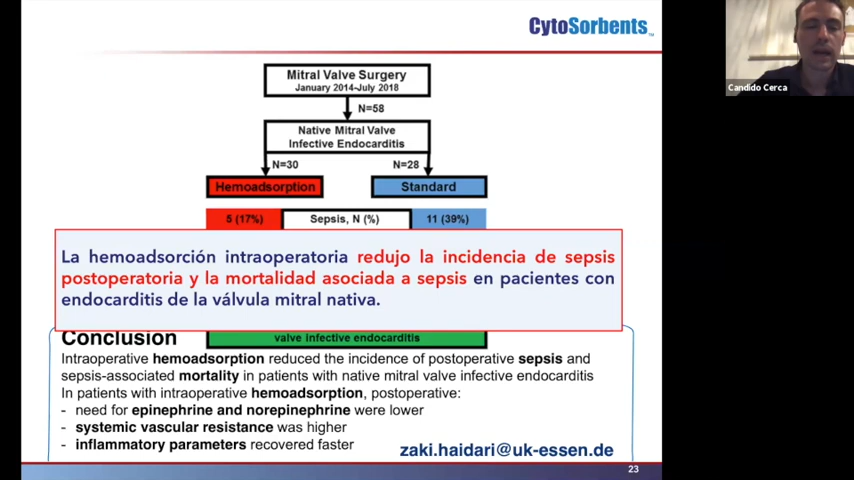 CytoSorbents™
Candido Cerca
Mitral Valve Surgery
January 2014-July 2018
N=58
Native Mitral Valve
Infective Endocarditis
N=30
N=28
Hemoadsorption
Standard
5 (17%)
Sepsis, N (%)
11 (39%)
La hemoadsorción intraoperatoria redujo la incidencia de sepsis
postoperatoria y la mortalidad asociada a sepsis en pacientes con
endocarditis de la válvula mitral nativa.
valve infective endocarditis
Conclusion
Intraoperative hemoadsorption reduced the incidence of postoperative sepsis and
sepsis-associated mortality in patients with native mitral valve infective endocarditis
In patients with intraoperative hemoadsorption, postoperative:
- need for epinephrine and norepinephrine were lower
- systemic vascular resistance was higher
- inflammatory parameters recovered faster
zaki.haidari@uk-essen.de
23